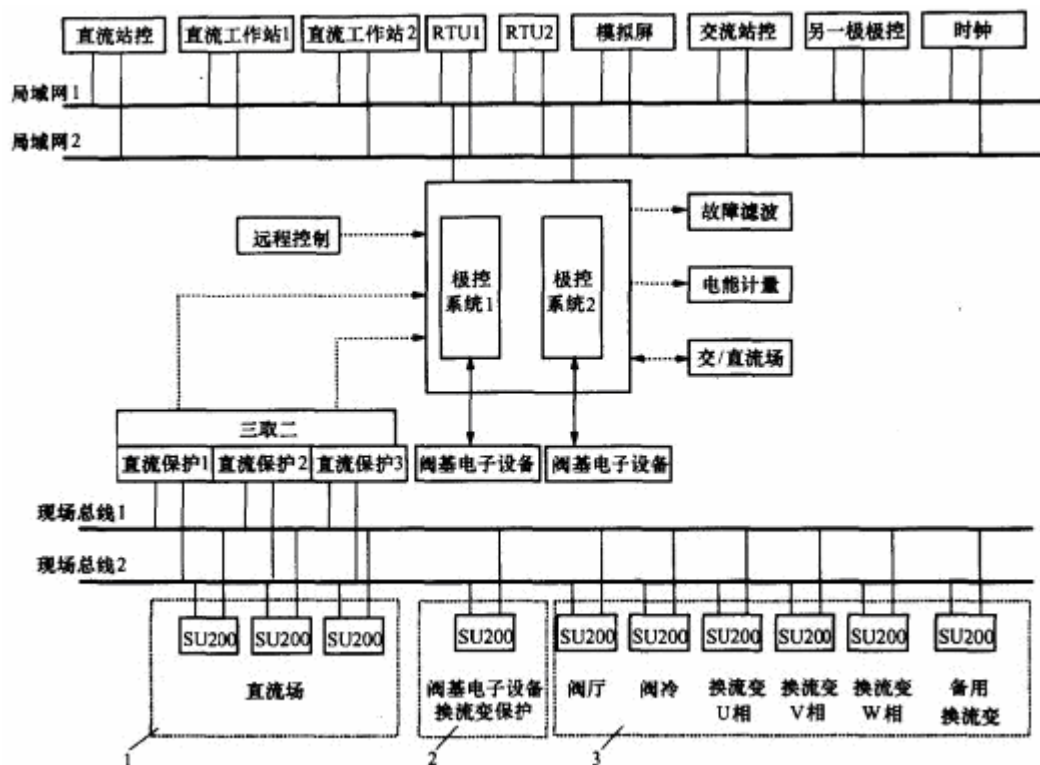 直流站控
直流工作站1
直流工作站2
RTU1
RTU2
模拟屏
交流站控
另一极极控
时钟
局域网1
局域网2
远程控制
极控
系统1
极控
系统2
故障滤波
电能计量
交/直流场
三取二
直流保护1
直流保护2
直流保护3
阀基电子设备
阀基电子设备
现场总线1
现场总线2
SU200
SU200
SU200
SU200
SU200
SU200
SU200
SU200
SU200
SU200
直流场
阀基电子设备
换流变保护
阀厅
阀冷
换流变
U相
换流变
V相
换流变
W相
备用
换流变
1
2
3